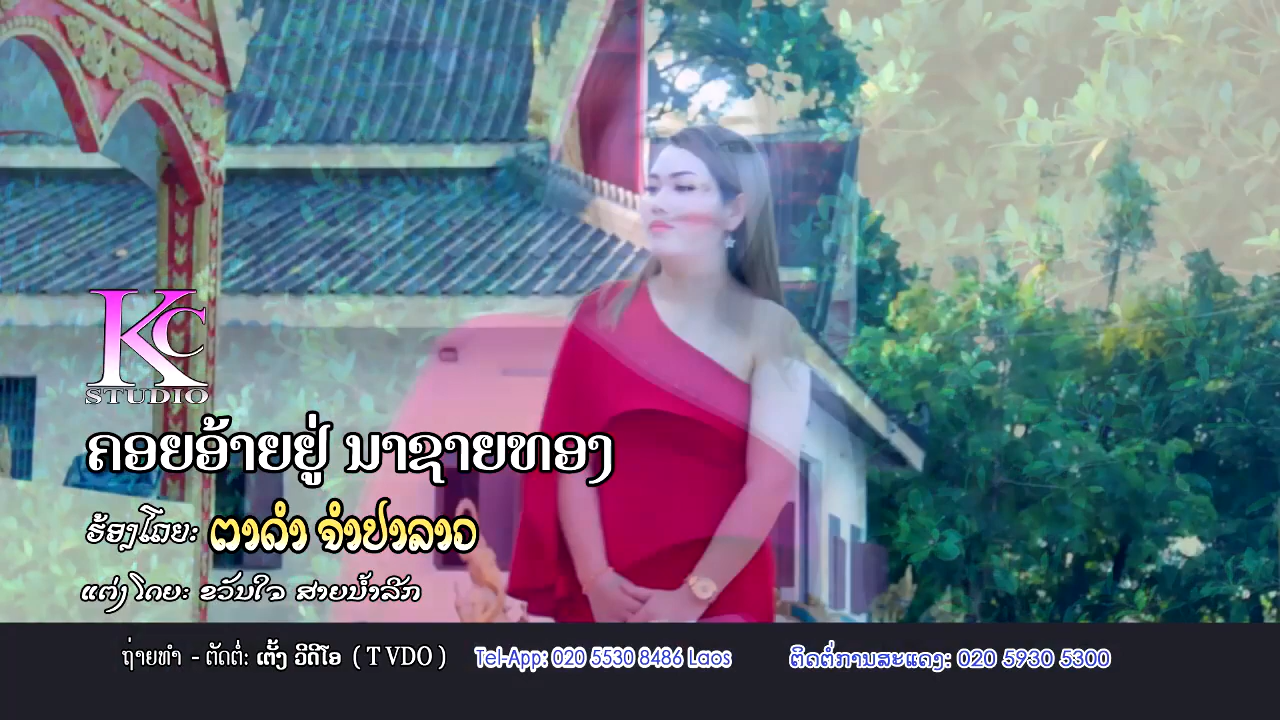 KC
STUDIO
ຄອຍອ້າຍຢູ່ ນາຊາຍທອງ
ຮ້ອງໂດຍ: ຕາດຳ ຈຳປາລາວ
ແຕ່ງໂດຍ: ຂວັນໃຈ ສາຍນ້ຳລຶກ
ຖ່າຍທຳ - ຕັດຕໍ່: ເຕັ້ງ ວີດີໂອ ( T VDO ) Tel-App: 020 5530 8486 Laos ຕິດຕໍ່ການສະແດງ: 020 5930 5300